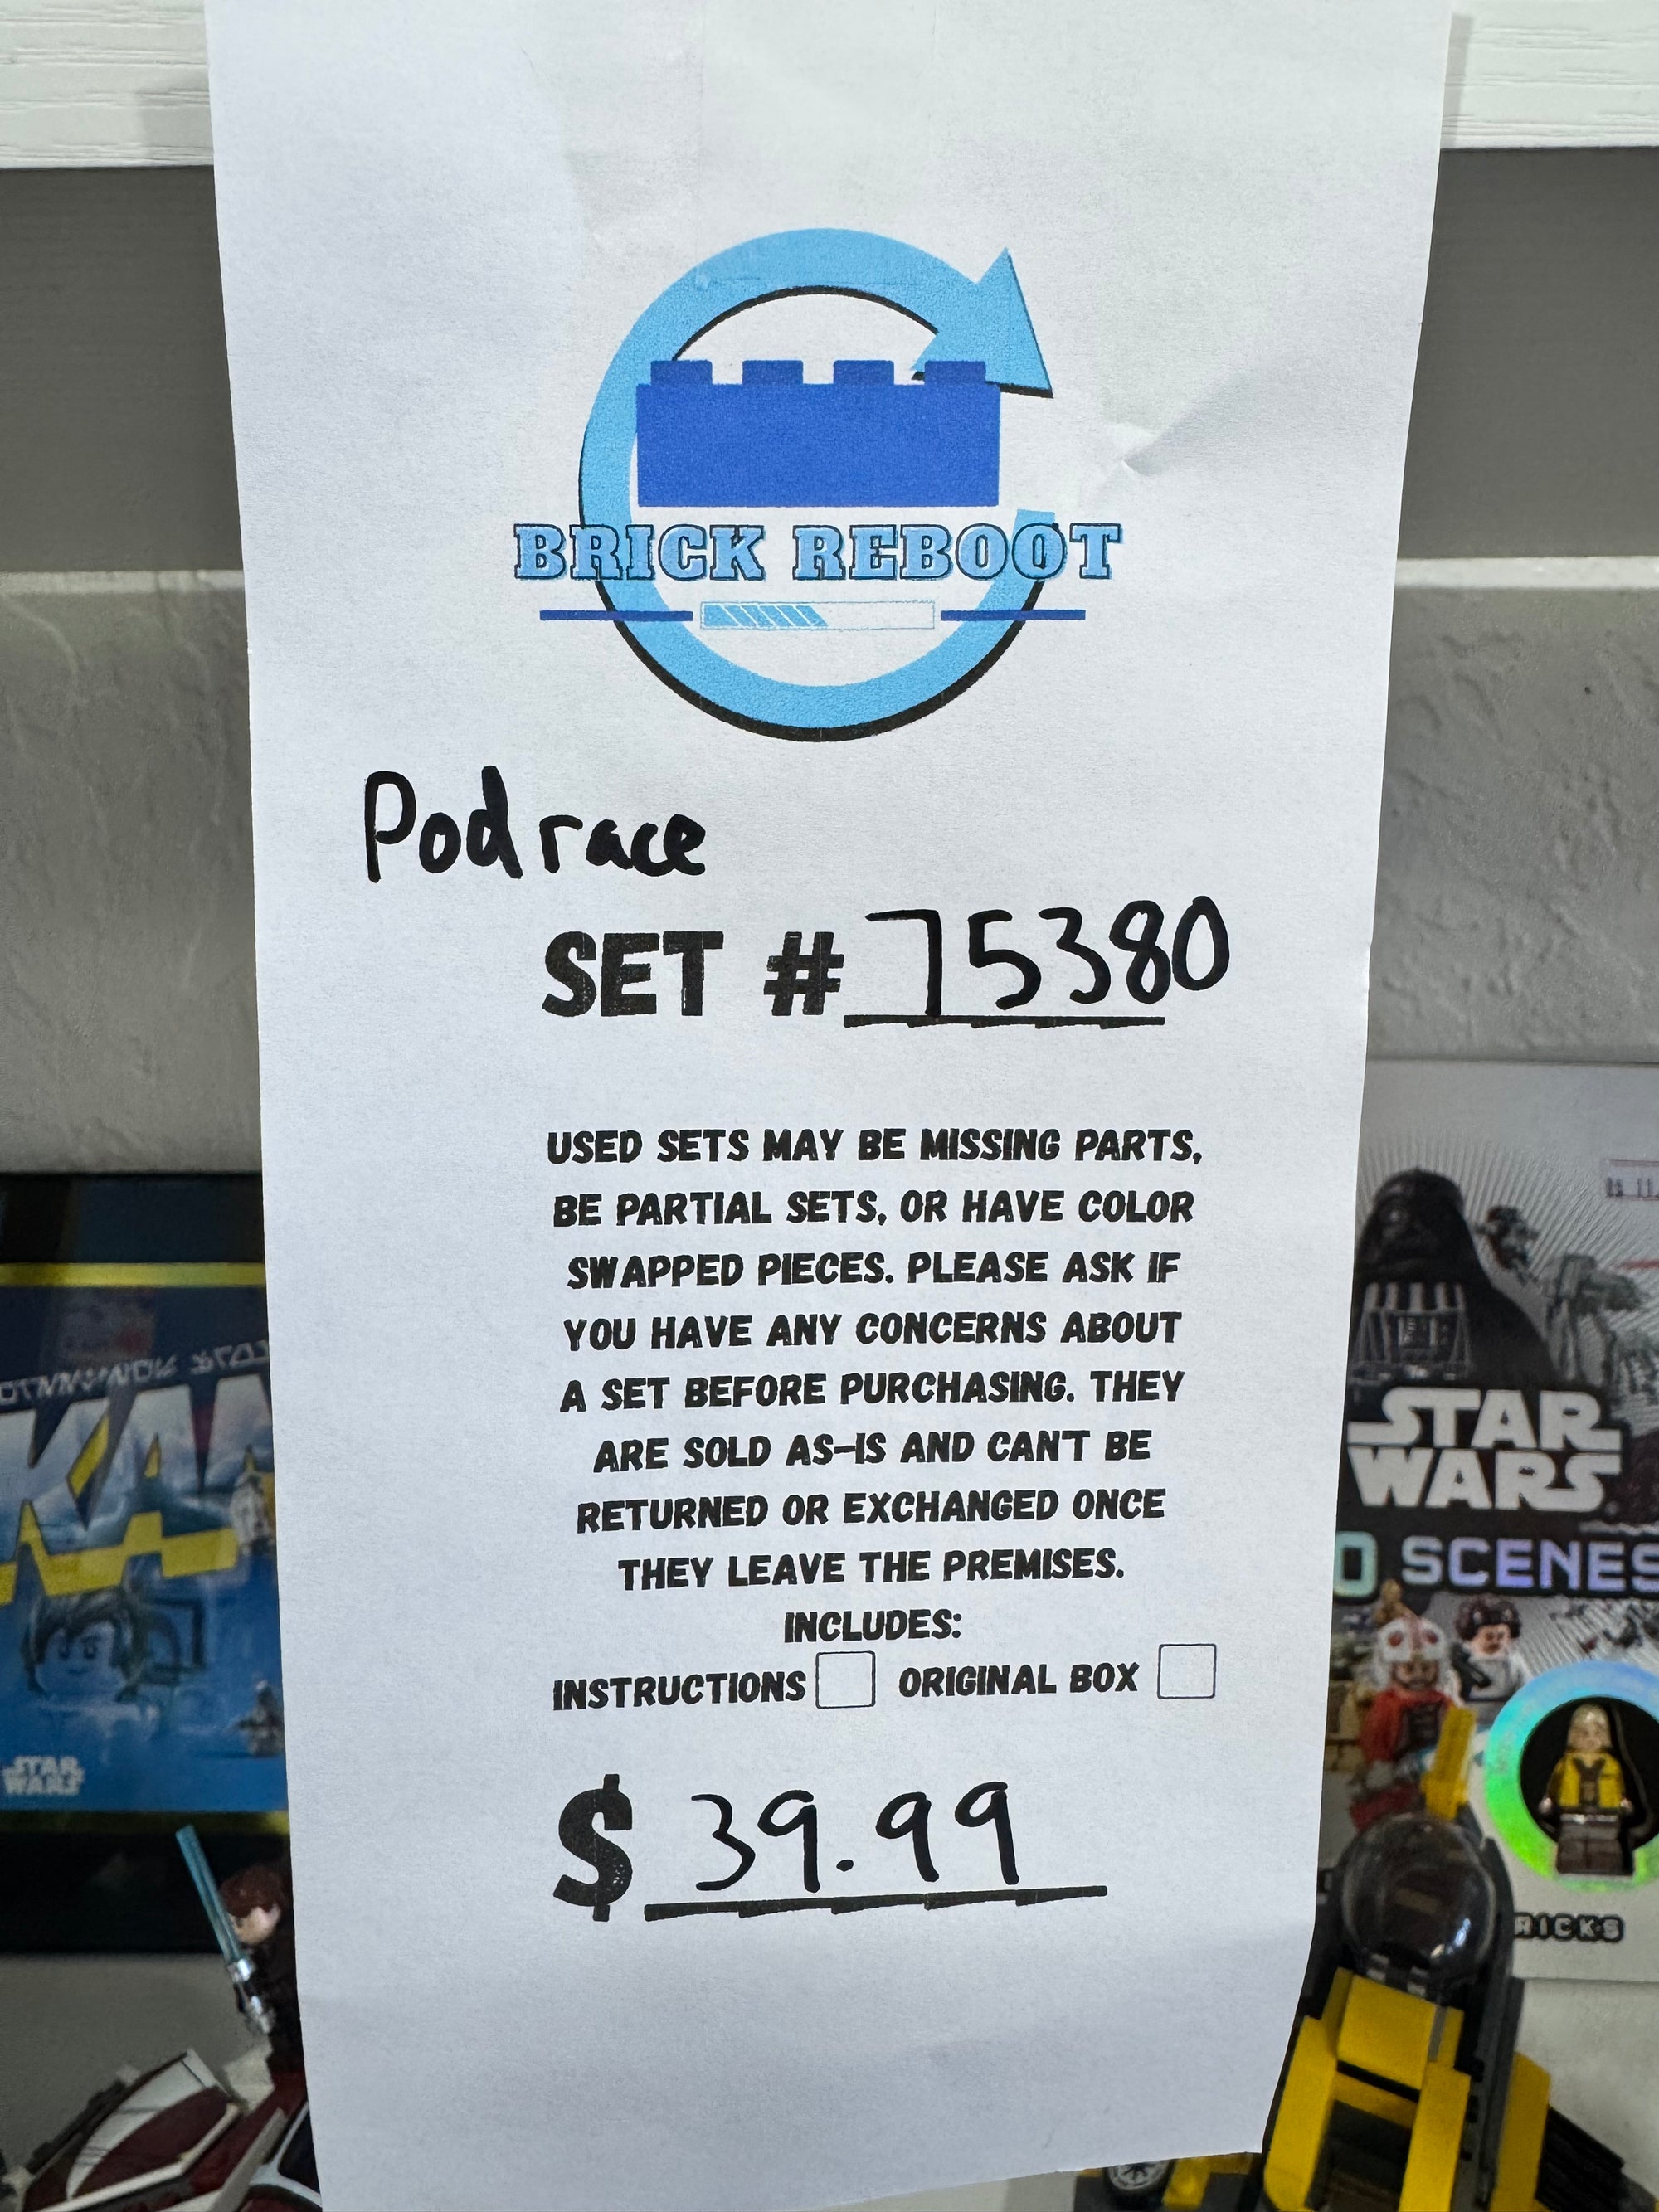 BRICK REBOOT
Podrace
SET # 75380
USED SETS MAY BE MISSING PARTS,
BE PARTIAL SETS, OR HAVE COLOR
SWAPPED PIECES. PLEASE ASK IF
YOU HAVE ANY CONCERNS ABOUT
A SET BEFORE PURCHASING. THEY
ARE SOLD AS-IS AND CAN'T BE
RETURNED OR EXCHANGED ONCE
THEY LEAVE THE PREMISES.
INCLUDES:
INSTRUCTIONS ORIGINAL BOX
$ 39.99
STAR
WARS
STAR
WARS
SCENES